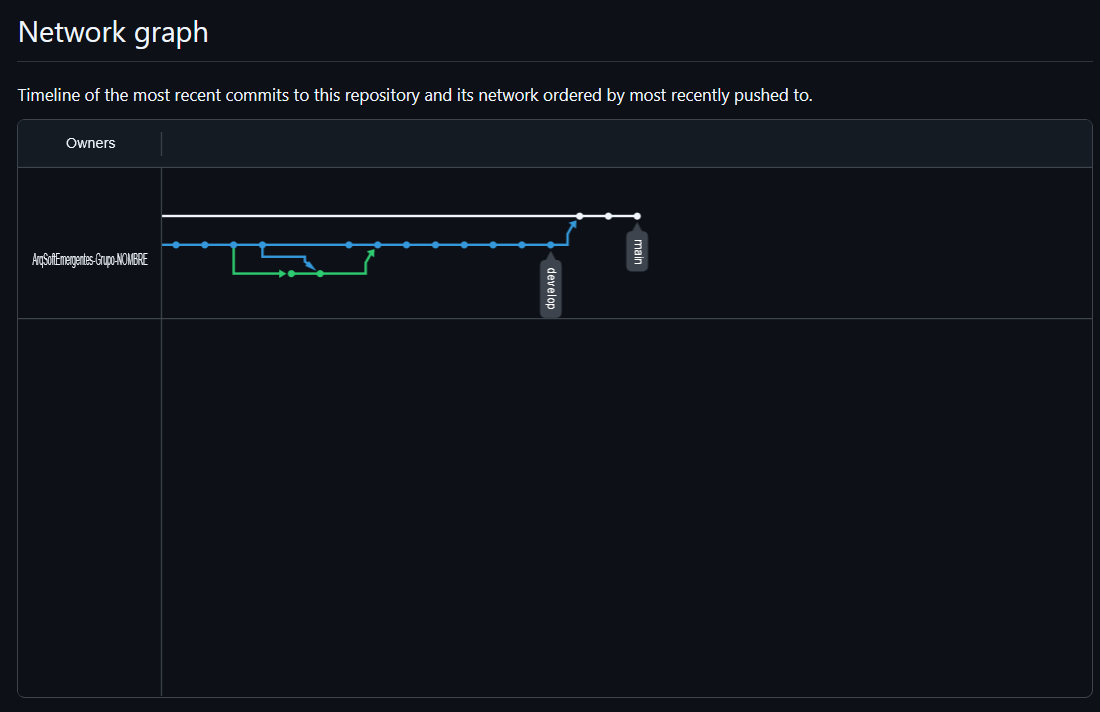 Network graph
Timeline of the most recent commits to this repository and its network ordered by most recently pushed to.
Owners
ArqSoftEmergentes-Grupo-NOMBRE
main
develop